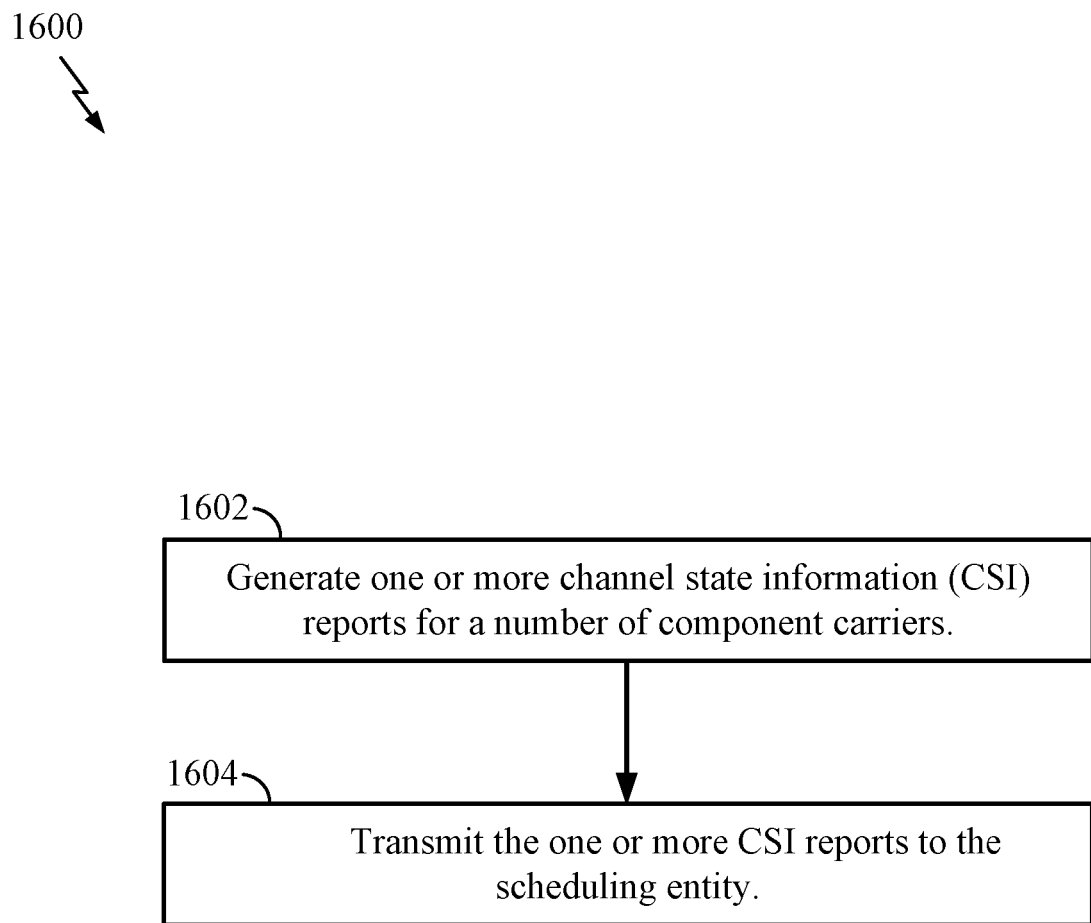 1600
1602
Generate one or more channel state information (CSI)
reports for a number of component carriers.
1604
Transmit the one or more CSI reports to the
scheduling entity.